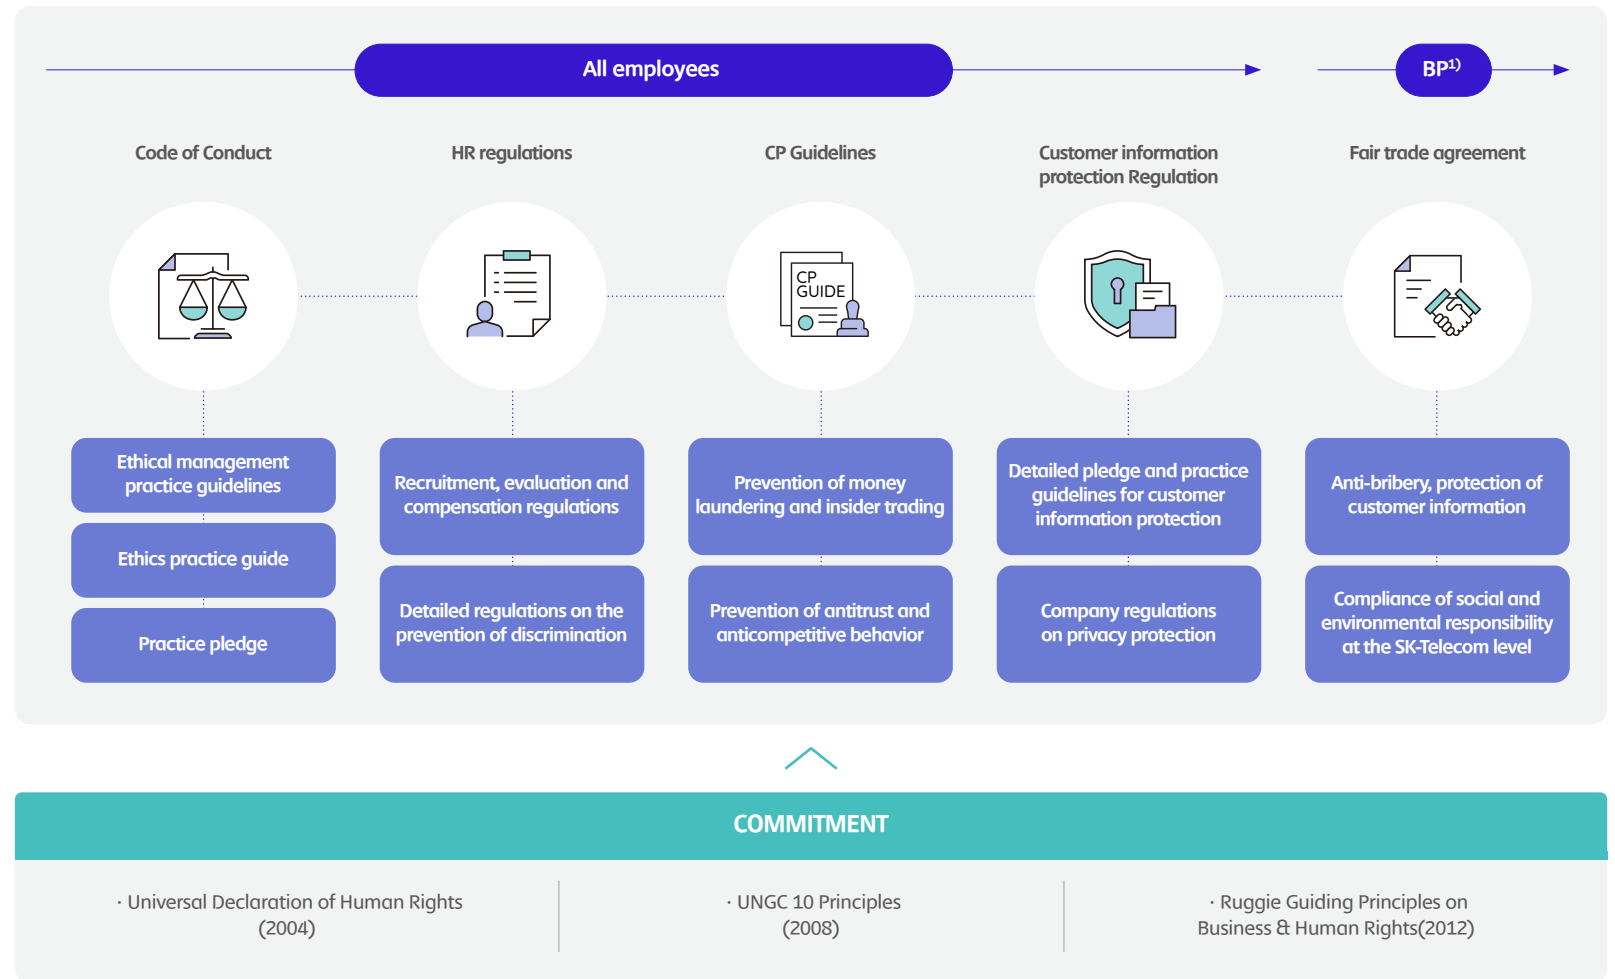 All employees
BP1)
Code of Conduct
HR regulations
CP Guidelines
Customer information
protection Regulation
Fair trade agreement
CP
GUIDE
Ethical management
practice guidelines
Ethics practice guide
Practice pledge
Recruitment, evaluation and
compensation regulations
Detailed regulations on the
prevention of discrimination
Prevention of money
laundering and insider trading
Prevention of antitrust and
anticompetitive behavior
Detailed pledge and practice
guidelines for customer
information protection
Company regulations
on privacy protection
Anti-bribery, protection of
customer information
Compliance of social and
environmental responsibility
at the SK-Telecom level
COMMITMENT
· Universal Declaration of Human Rights
(2004)
· UNGC 10 Principles
(2008)
· Ruggie Guiding Principles on
Business & Human Rights(2012)